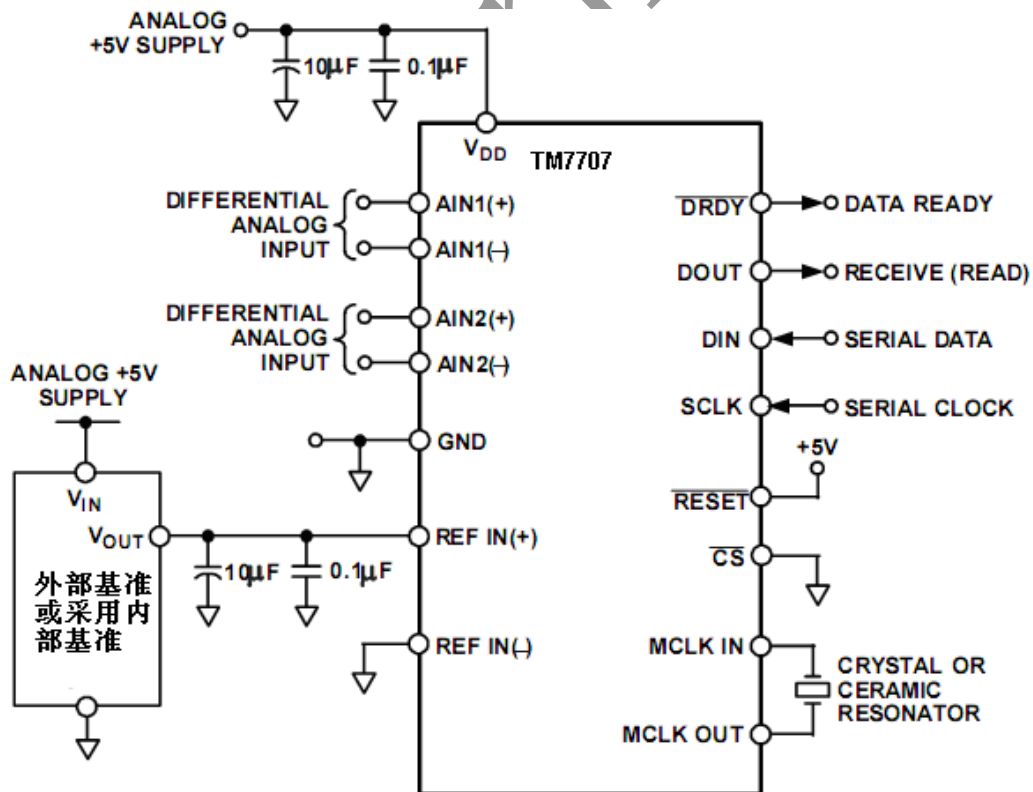 ANALOG
+5V SUPPLY
10µF
0.1µF
V_DD
TM7707
DIFFERENTIAL
ANALOG
INPUT
AIN1(+)
AIN1(–)
DIFFERENTIAL
ANALOG
INPUT
AIN2(+)
AIN2(–)
GND
ANALOG +5V
SUPPLY
VIN
VOUT
外部基准
或采用内
部基准
10µF
0.1µF
REF IN(+)
REF IN(–)
DRDY
DATA READY
DOUT
RECEIVE (READ)
DIN
SERIAL DATA
SCLK
SERIAL CLOCK
+5V
RESET
CS
MCLK IN
MCLK OUT
CRYSTAL OR
CERAMIC
RESONATOR